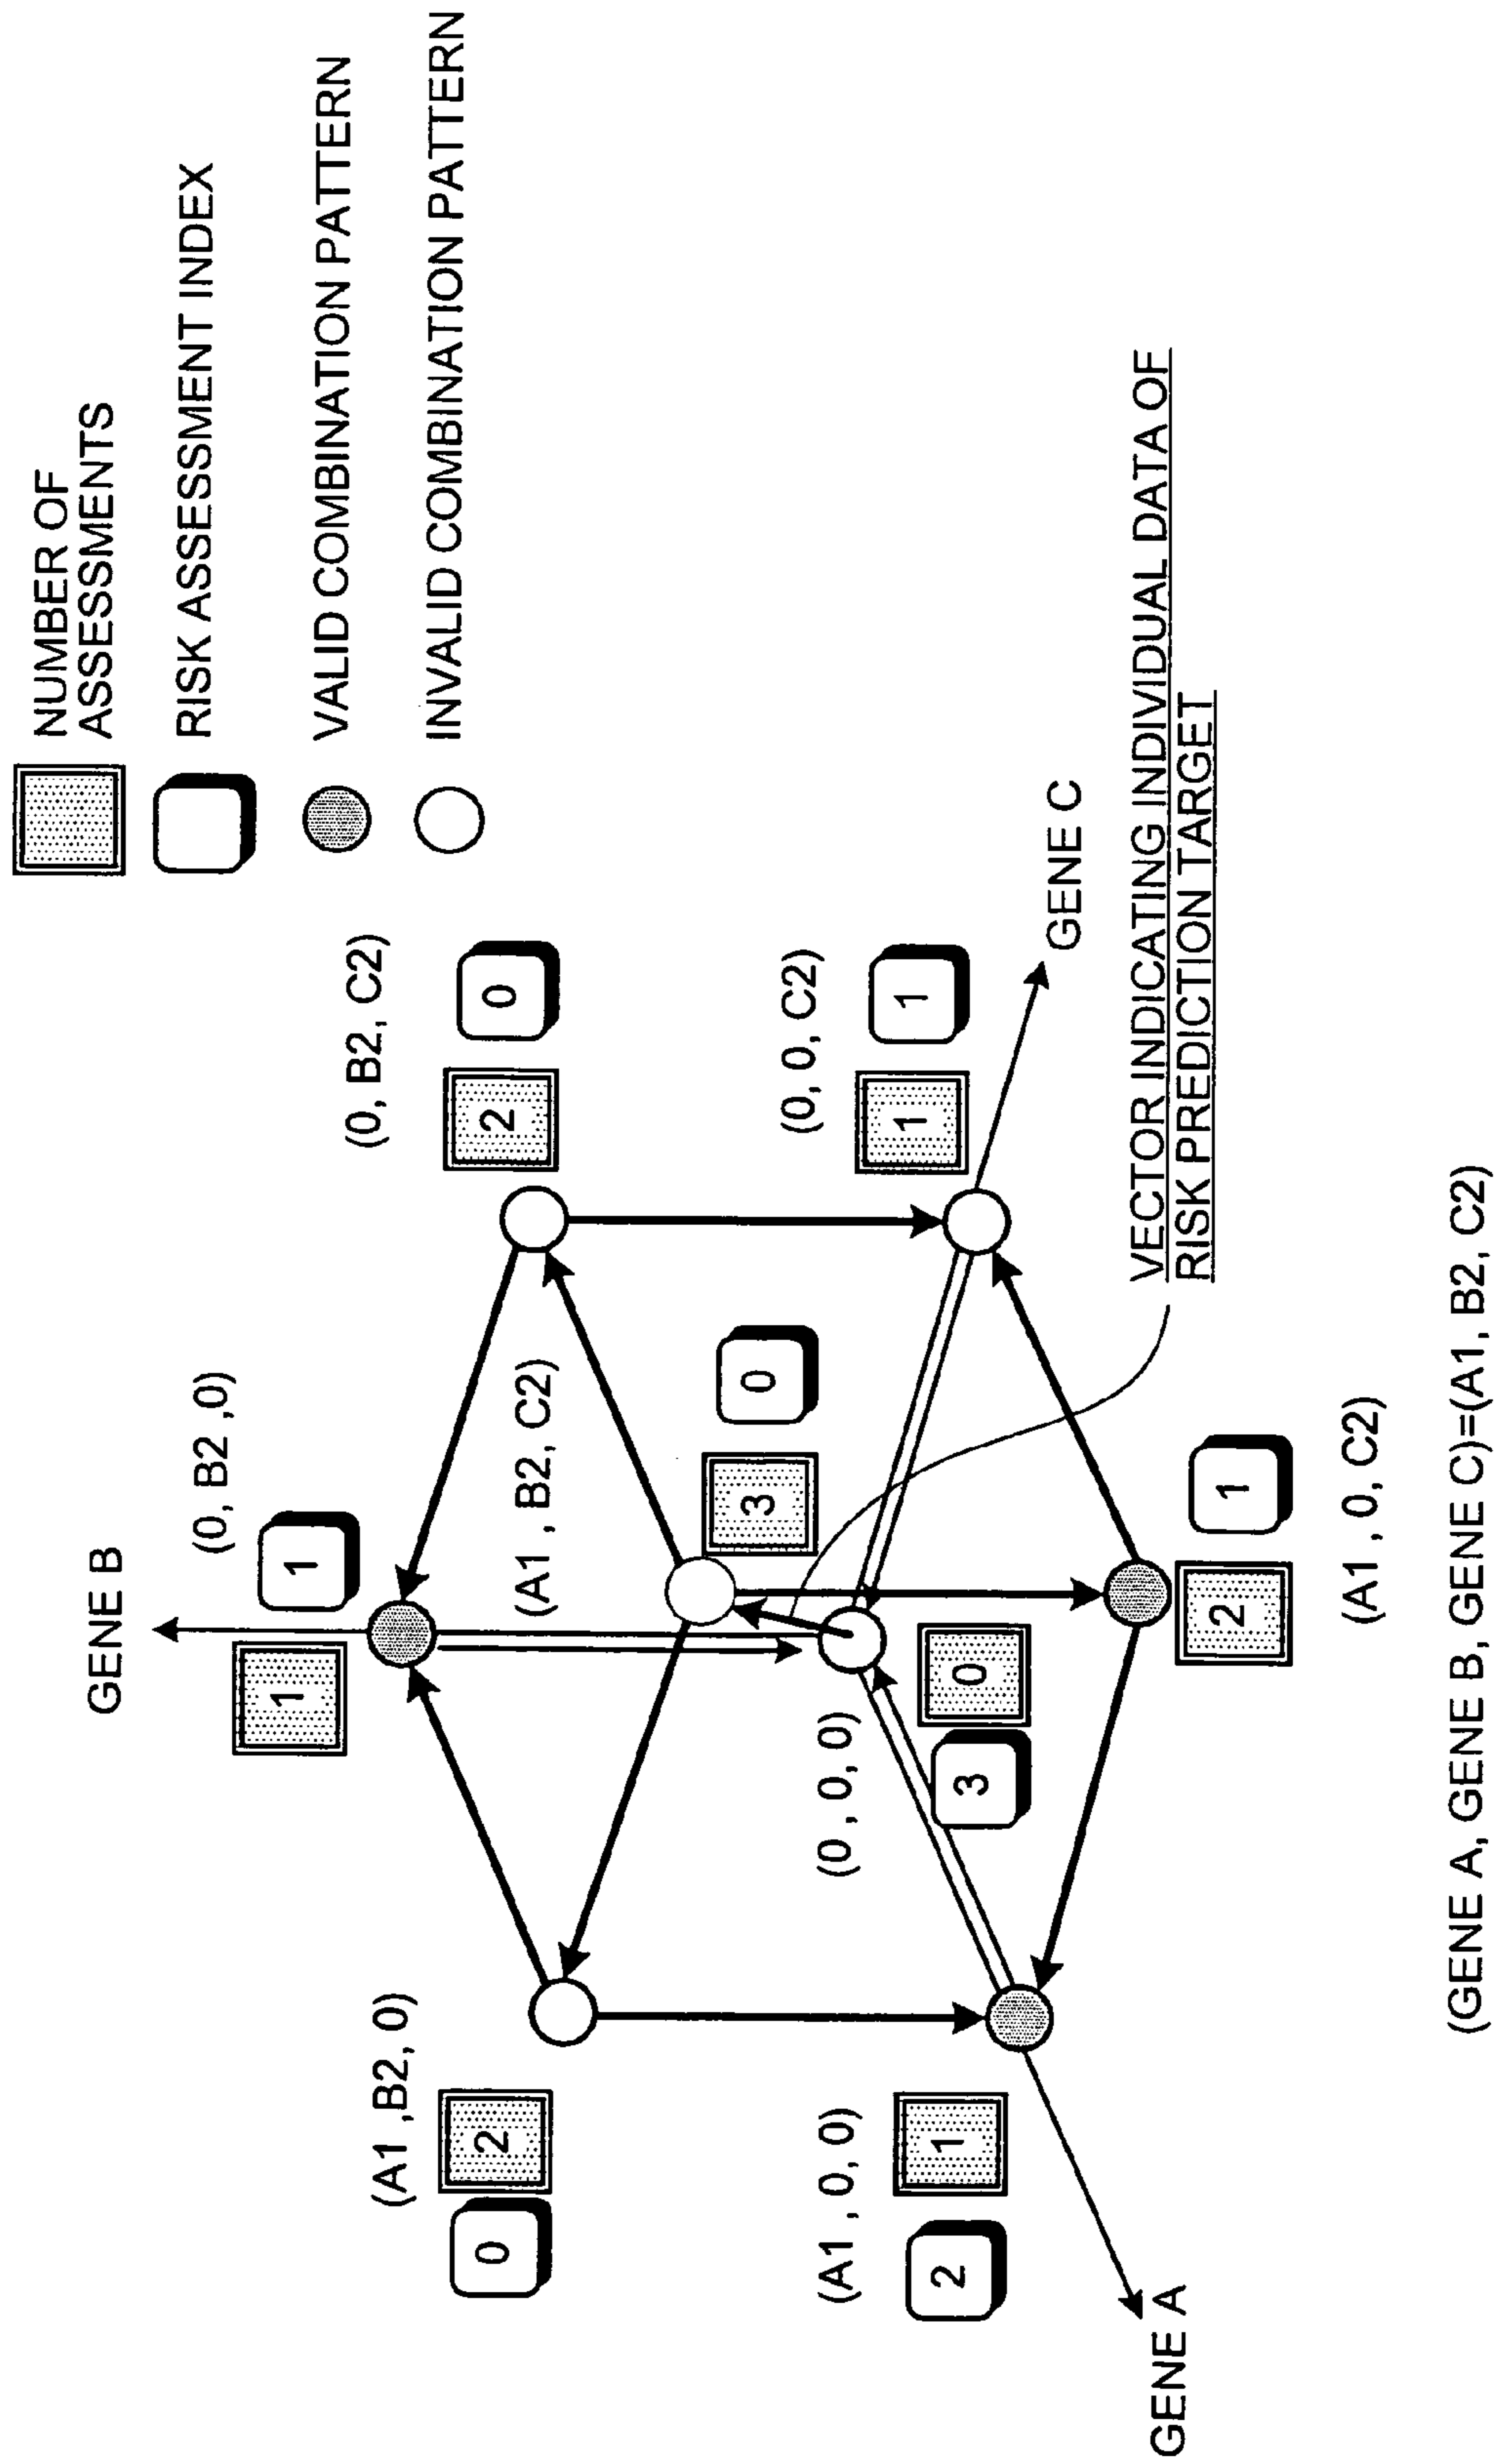 NUMBER OF
ASSESSMENTS
RISK ASSESSMENT INDEX
VALID COMBINATION PATTERN
INVALID COMBINATION PATTERN
GENE B
1
1
(0, B2 ,0)
(0, B2, C2)
2
0
(A1 ,B2, 0)
0
2
(A1 , B2, C2)
3
0
(0, 0, C2)
1
1
(0 , 0, 0)
3
0
(A1 , 0, 0)
2
1
GENE C
VECTOR INDICATING INDIVIDUAL DATA OF
RISK PREDICTION TARGET
2
1
(A1 , 0, C2)
GENE A
(GENE A, GENE B, GENE C)=(A1, B2, C2)